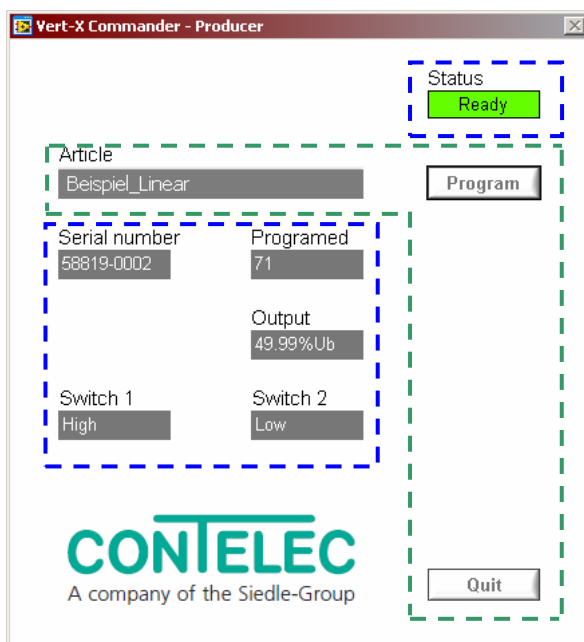 Vert-X Commander - Producer
Status
Ready
Article
Beispiel_Linear
Program
Serial number
Programed
58819-0002
71
Output
49.99%Ub
Switch 1
Switch 2
High
Low
CONTELEC
A company of the Siedle-Group
Quit